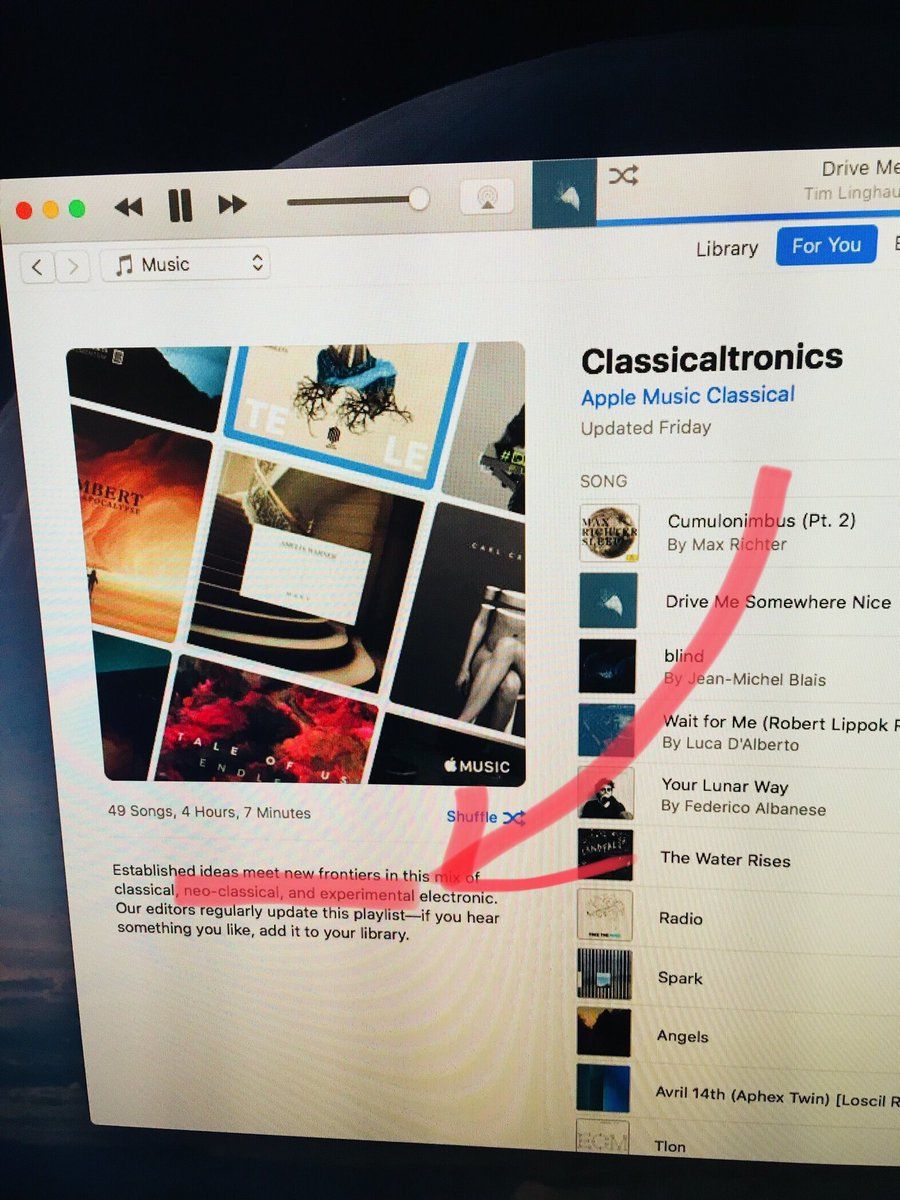 Drive Me
Tim Linghau
Music
Library
For You
TE
LE
MBERT
APOCALYPSE
AMELIA WARNER
CARL CR
TALE OF US
ENDLE
MUSIC
Classicaltronics
Apple Music Classical
Updated Friday
SONG
MAX
RICHTER
SLEEP
Cumulonimbus (Pt. 2)
By Max Richter
Drive Me Somewhere Nice
blind
By Jean-Michel Blais
Wait for Me (Robert Lippok R
By Luca D'Alberto
Your Lunar Way
By Federico Albanese
The Water Rises
Radio
Spark
Angels
Avril 14th (Aphex Twin) [Loscil R
Tlon
49 Songs, 4 Hours, 7 Minutes
Shuffle
Established ideas meet new frontiers in this mix of
classical, neo-classical, and experimental electronic.
Our editors regularly update this playlist—if you hear
something you like, add it to your library.